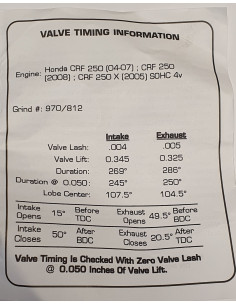 VALVE TIMING INFORMATION
Engine: Honda CRF 250 (04-07) ; CRF 250
(2008) ; CRF 250 X (2005) SOHC 4v
Grind #: 970/812
Intake Exhaust
Valve Lash: .004 .005
Valve Lift: 0.345 0.325
Duration: 269° 286°
Duration @ 0.050: 245° 250°
Lobe Center: 107.5° 104.5°
Intake Opens 15° Before TDC Exhaust Opens 49.5° Before BDC
Intake Closes 50° After BDC Exhaust Closes 20.5° After TDC
Valve Timing is Checked With Zero Valve Lash
@ 0.050 Inches Of Valve Lift.